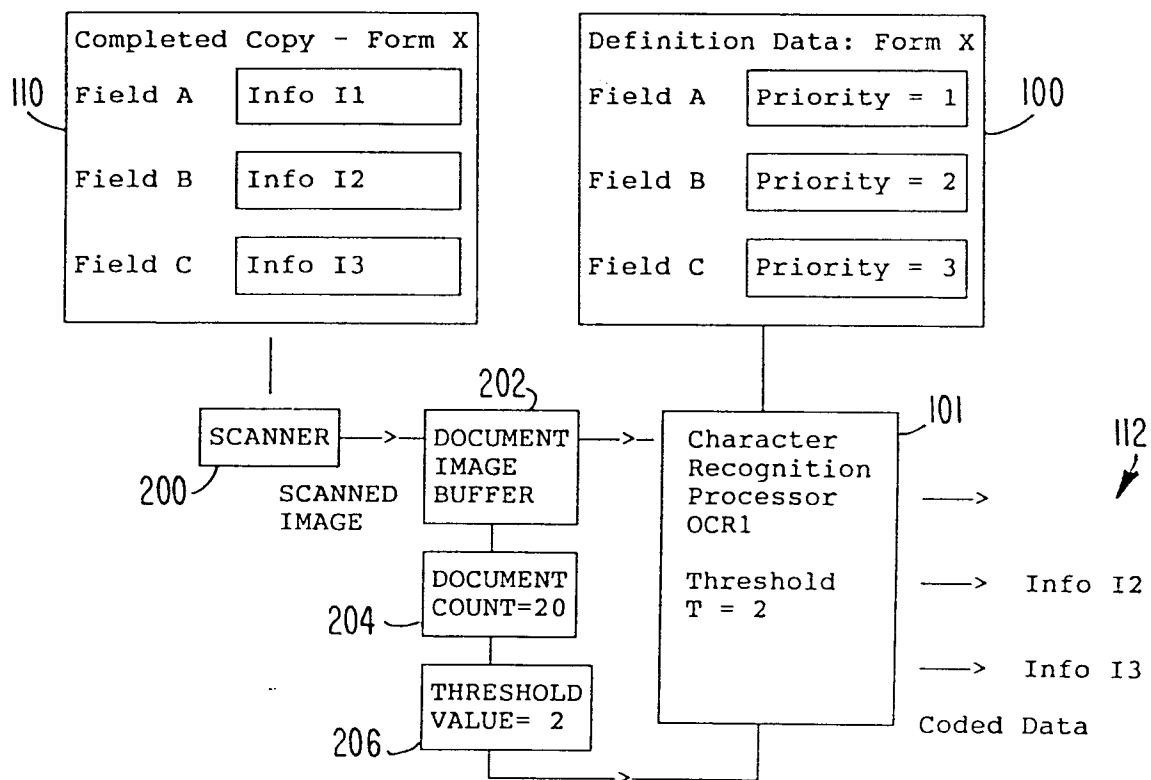 Completed Copy - Form X
110
Field A Info I1
Field B Info I2
Field C Info I3
Definition Data: Form X
100
Field A Priority = 1
Field B Priority = 2
Field C Priority = 3
SCANNER
200
SCANNED
IMAGE
202
DOCUMENT
IMAGE
BUFFER
DOCUMENT
COUNT=20
204
THRESHOLD
VALUE= 2
206
101
Character
Recognition
Processor
OCR1
Threshold
T = 2
112
Info I2
Info I3
Coded Data